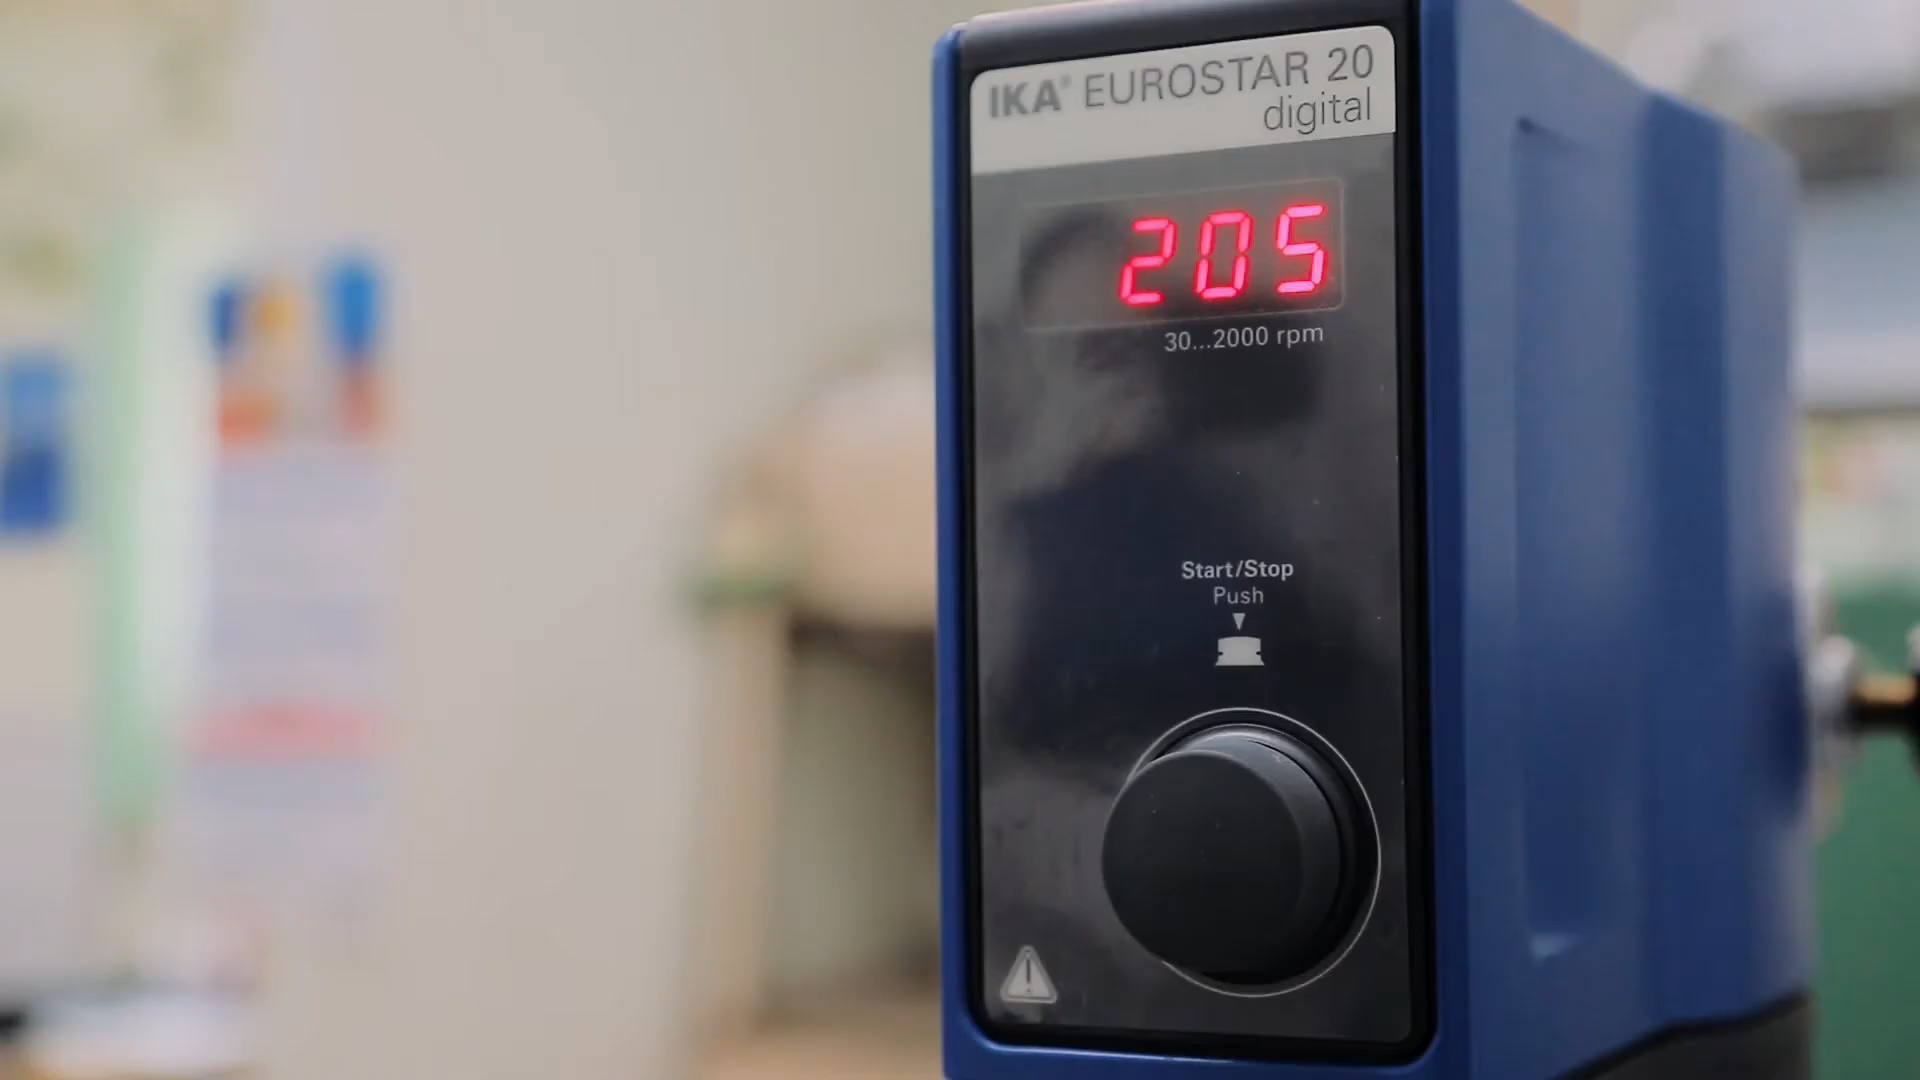 IKA® EUROSTAR 20
digital
205
30...2000 rpm
Start/Stop
Push